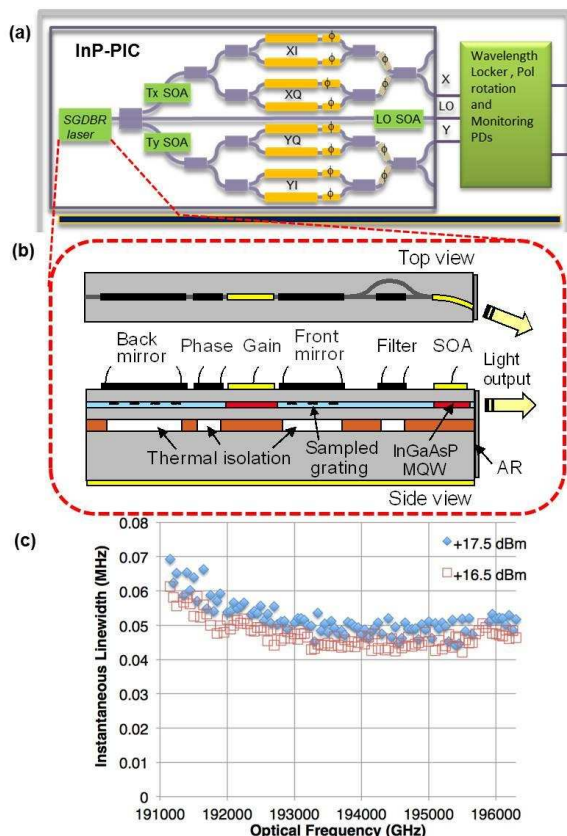 (a)
InP-PIC
SGDBR
laser
Tx SOA
Ty SOA
XI
XQ
YQ
YI
ϕ
ϕ
ϕ
ϕ
ϕ
ϕ
ϕ
ϕ
ϕ
ϕ
LO SOA
X
LO
Y
Wavelength
Locker , Pol
rotation
and
Monitoring
PDs
(b)
Top view
Back
mirror
Phase
Gain
Front
mirror
Filter
SOA
Light
output
Thermal isolation
Sampled
grating
InGaAsP
MQW
AR
Side view
(c)
Instantaneous Linewidth (MHz)
0.08
0.07
0.06
0.05
0.04
0.03
0.02
0.01
0
+17.5 dBm
+16.5 dBm
191000 192000 193000 194000 195000 196000
Optical Frequency (GHz)